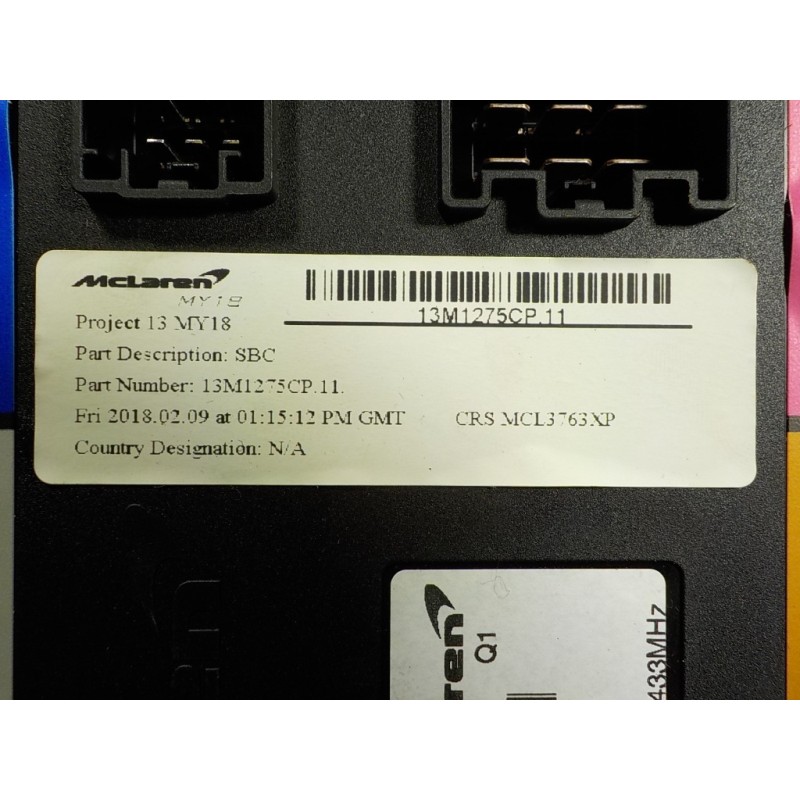 McLaren
MY18
13M1275CP.11
Project 13 MY18
Part Description: SBC
Part Number: 13M1275CP.11.
Fri 2018.02.09 at 01:15:12 PM GMT CRS MCL3763XP
Country Designation: N/A
ren
Q1
433MHz